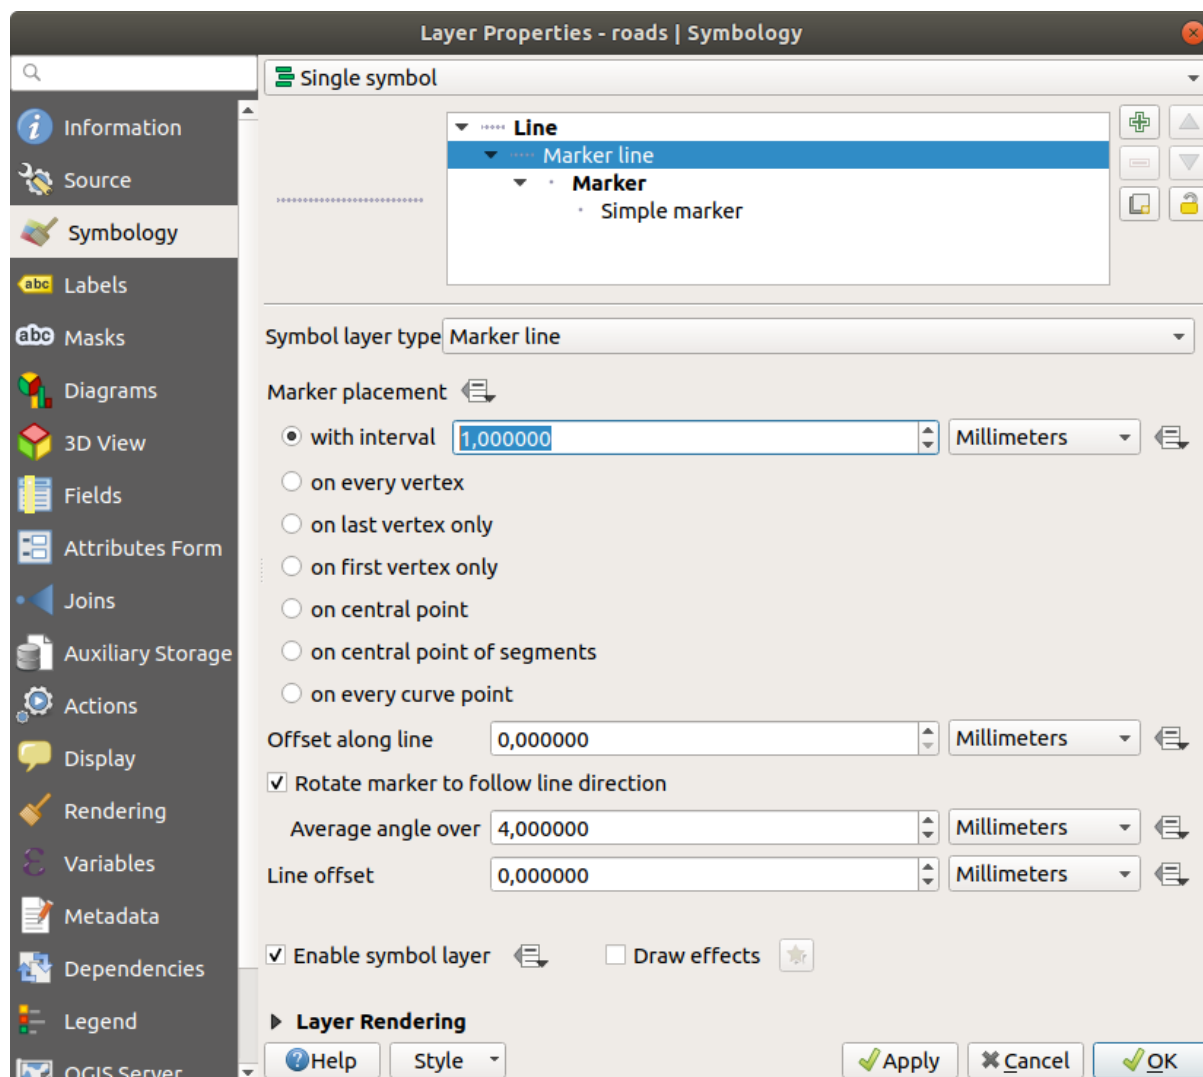 Layer Properties - roads | Symbology
Single symbol
Information
Source
Symbology
Labels
Masks
Diagrams
3D View
Fields
Attributes Form
Joins
Auxiliary Storage
Actions
Display
Rendering
Variables
Metadata
Dependencies
Legend
QGIS Server
Line
Marker line
Marker
Simple marker
Symbol layer type Marker line
Marker placement
with interval 1,000000 Millimeters
on every vertex
on last vertex only
on first vertex only
on central point
on central point of segments
on every curve point
Offset along line 0,000000 Millimeters
Rotate marker to follow line direction
Average angle over 4,000000 Millimeters
Line offset 0,000000 Millimeters
Enable symbol layer Draw effects
Layer Rendering
Help Style Apply Cancel OK
abc
abc